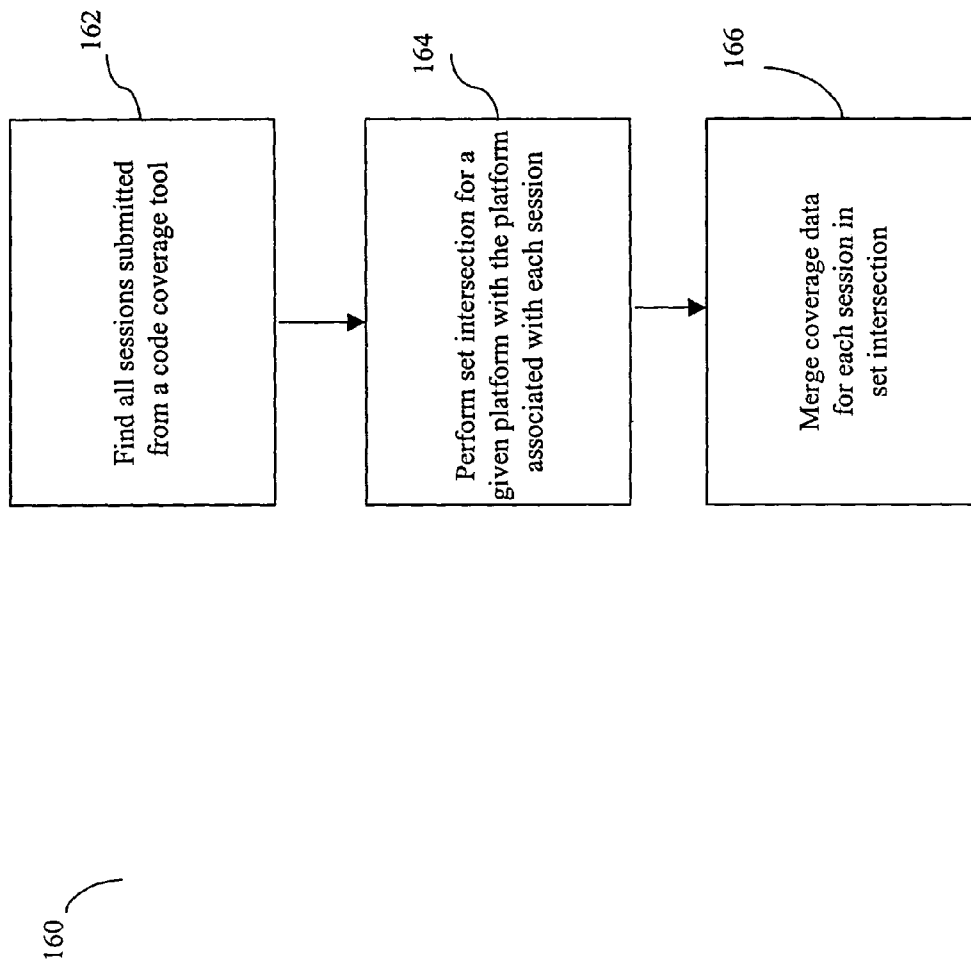 160
Find all sessions submitted
from a code coverage tool
162
Perform set intersection for a
given platform with the platform
associated with each session
164
Merge coverage data
for each session in
set intersection
166